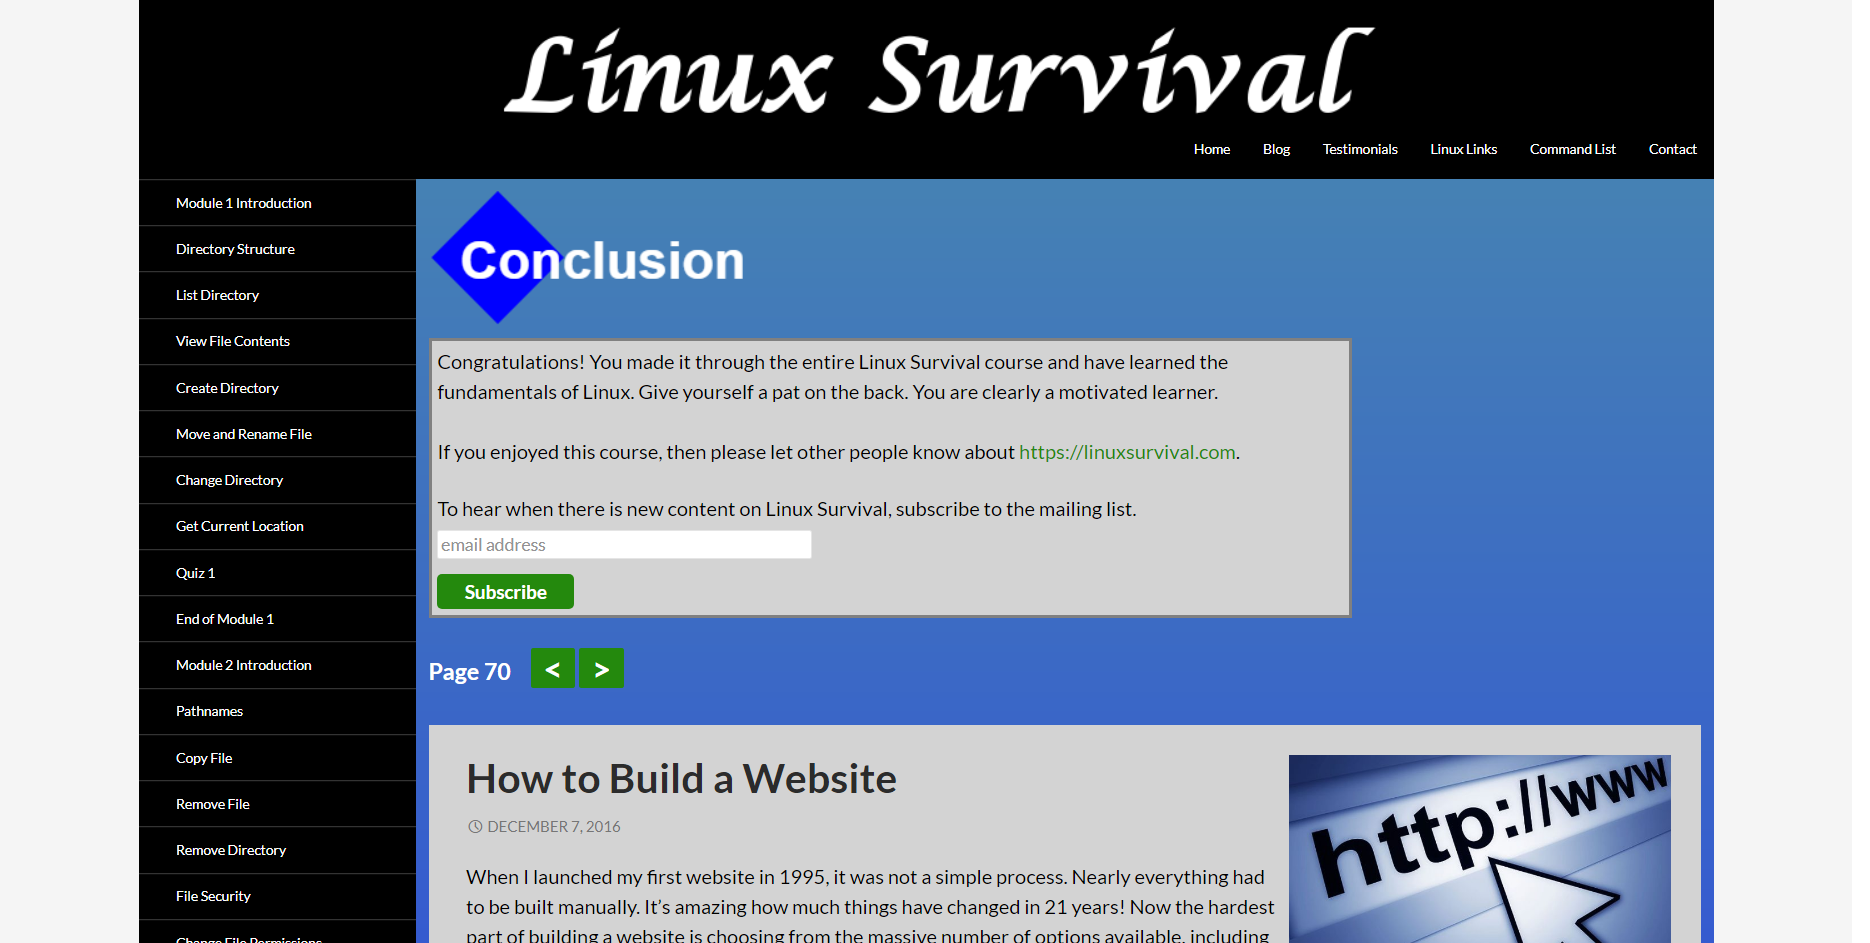 Linux Survival
Home
Blog
Testimonials
Linux Links
Command List
Contact
Module 1 Introduction
Directory Structure
List Directory
View File Contents
Create Directory
Move and Rename File
Change Directory
Get Current Location
Quiz 1
End of Module 1
Module 2 Introduction
Pathnames
Copy File
Remove File
Remove Directory
File Security
Change File Permissions
Conclusion
Congratulations! You made it through the entire Linux Survival course and have learned the
fundamentals of Linux. Give yourself a pat on the back. You are clearly a motivated learner.
If you enjoyed this course, then please let other people know about https://linuxsurvival.com.
To hear when there is new content on Linux Survival, subscribe to the mailing list.
email address
Subscribe
Page 70
<
>
How to Build a Website
DECEMBER 7, 2016
When I launched my first website in 1995, it was not a simple process. Nearly everything had
to be built manually. It’s amazing how much things have changed in 21 years! Now the hardest
part of building a website is choosing from the massive number of options available, including
http://www